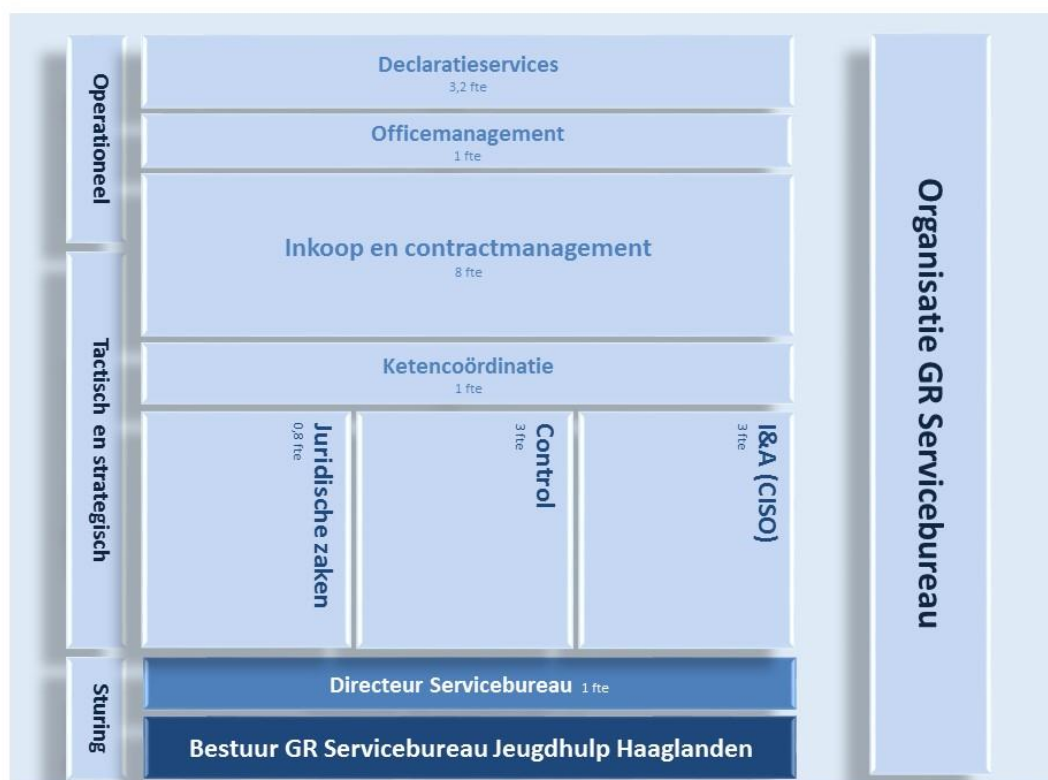 Operationeel
Declaratieservices
3,2 fte
Officemanagement
1 fte
Inkoop en contractmanagement
8 fte
Tactisch en strategisch
Ketencoördinatie
1 fte
Juridische zaken
0,8 fte
Control
3 fte
I&A (CISO)
3 fte
Sturing
Directeur Servicebureau 1 fte
Bestuur GR Servicebureau Jeugdhulp Haaglanden
Organisatie GR Servicebureau